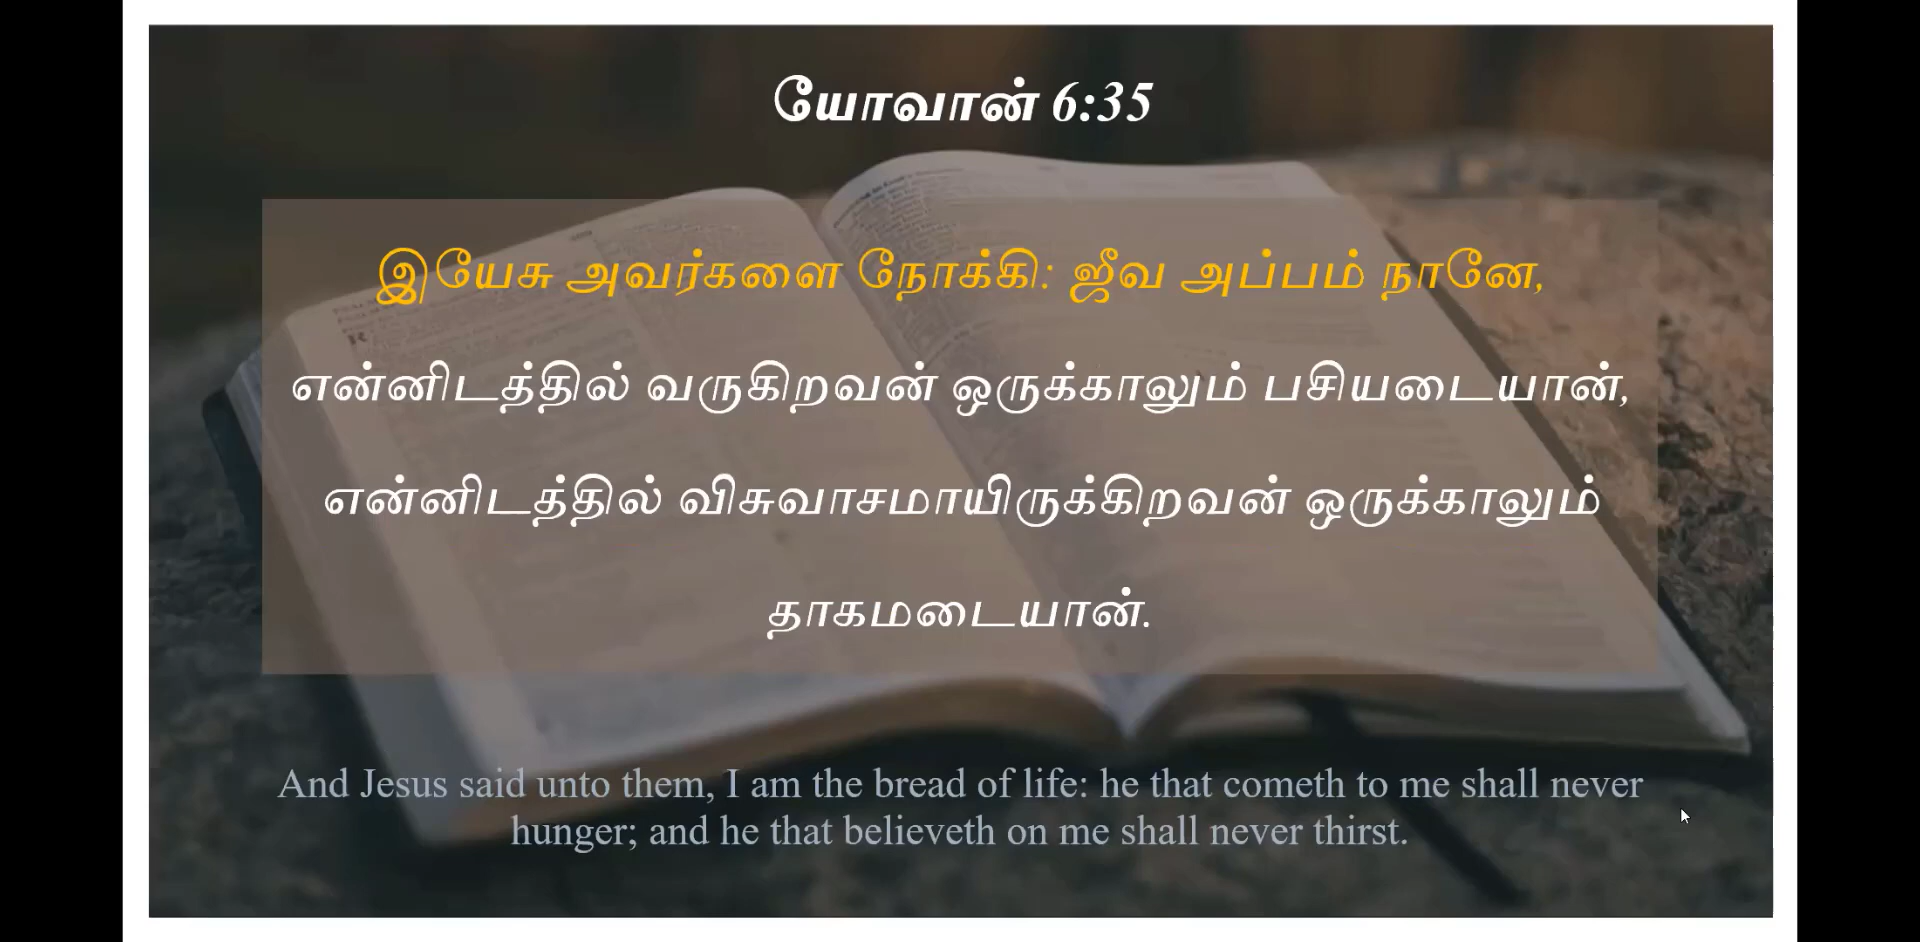 யோவான் 6:35
இயேசு அவர்களை நோக்கி: ஜீவ அப்பம் நானே,
என்னிடத்தில் வருகிறவன் ஒருக்காலும் பசியடையான்,
என்னிடத்தில் விசுவாசமாயிருக்கிறவன் ஒருக்காலும்
தாகமடையான்.
And Jesus said unto them, I am the bread of life: he that cometh to me shall never
hunger; and he that believeth on me shall never thirst.